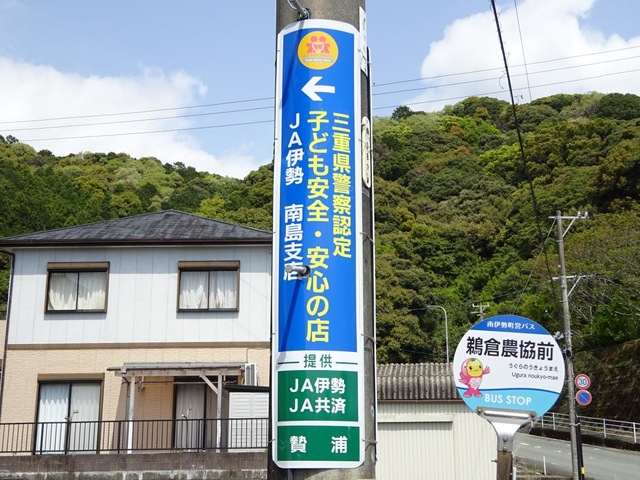 三重県警察認定
子ども安全・安心の店
JA伊勢 南島支店
提供
JA伊勢
JA共済
贄浦
南伊勢町営バス
鵜倉農協前
うぐらのうきょうまえ
Ugura noukyo-mae
BUS STOP
30